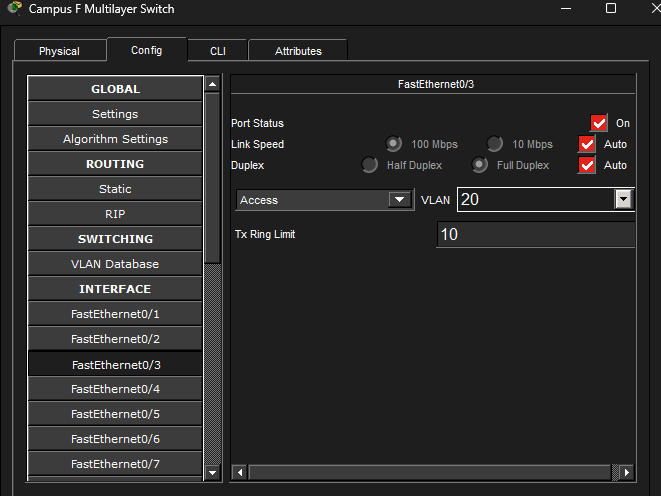 Campus F Multilayer Switch
Physical Config CLI Attributes
GLOBAL
Settings
Algorithm Settings
ROUTING
Static
RIP
SWITCHING
VLAN Database
INTERFACE
FastEthernet0/1
FastEthernet0/2
FastEthernet0/3
FastEthernet0/4
FastEthernet0/5
FastEthernet0/6
FastEthernet0/7
FastEthernet0/3
Port Status On
Link Speed 100 Mbps 10 Mbps Auto
Duplex Half Duplex Full Duplex Auto
Access VLAN 20
Tx Ring Limit 10